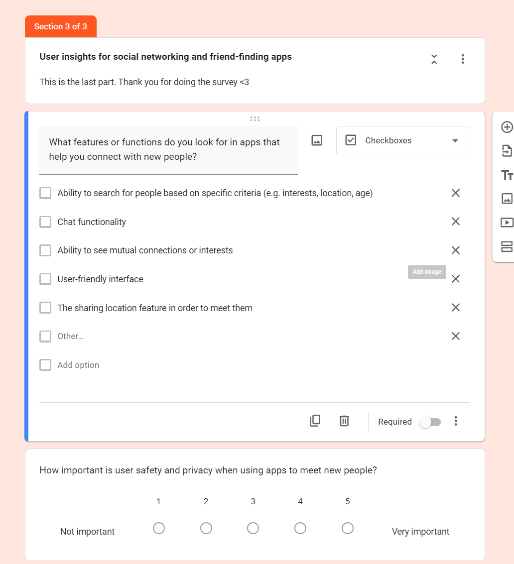 Section 3 of 3
User insights for social networking and friend-finding apps
This is the last part. Thank you for doing the survey <3
What features or functions do you look for in apps that
help you connect with new people?
Checkboxes
Ability to search for people based on specific criteria (e.g. interests, location, age)
Chat functionality
Ability to see mutual connections or interests
Add image
User-friendly interface
The sharing location feature in order to meet them
Other...
Add option
Required
Tт
How important is user safety and privacy when using apps to meet new people?
1 2 3 4 5
Not important Very important